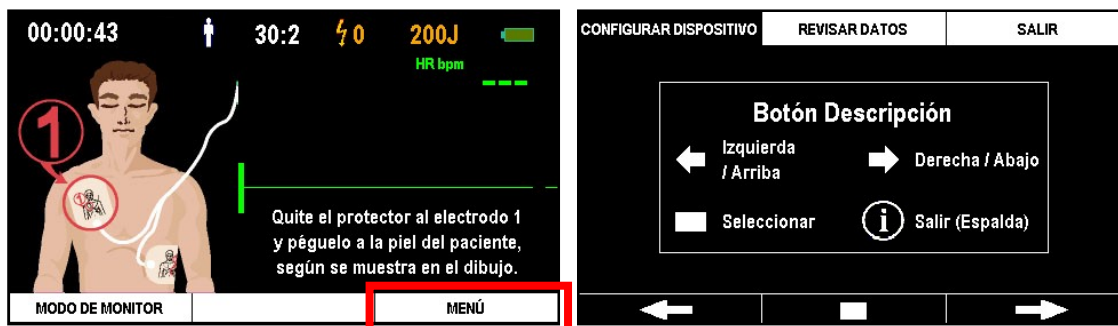 00:00:43 30:2 0 200J
HR bpm
---
1
Quite el protector al electrodo 1
y péguelo a la piel del paciente,
según se muestra en el dibujo.
MODO DE MONITOR MENÚ
CONFIGURAR DISPOSITIVO REVISAR DATOS SALIR
Botón Descripción
Izquierda
/ Arriba
Derecha / Abajo
Seleccionar
i
Salir (Espalda)